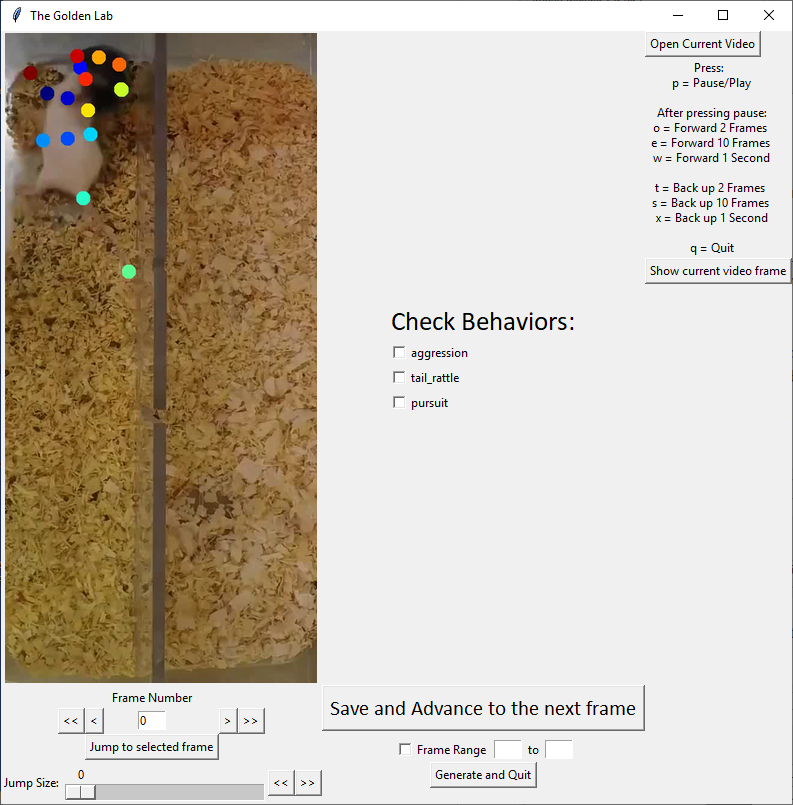 The Golden Lab
Open Current Video
Press:
p = Pause/Play
After pressing pause:
o = Forward 2 Frames
e = Forward 10 Frames
w = Forward 1 Second
t = Back up 2 Frames
s = Back up 10 Frames
x = Back up 1 Second
q = Quit
Show current video frame
Check Behaviors:
aggression
tail_rattle
pursuit
Frame Number
<< < 0 > >>
Jump to selected frame
Jump Size: 0 << >>
Save and Advance to the next frame
Frame Range to
Generate and Quit